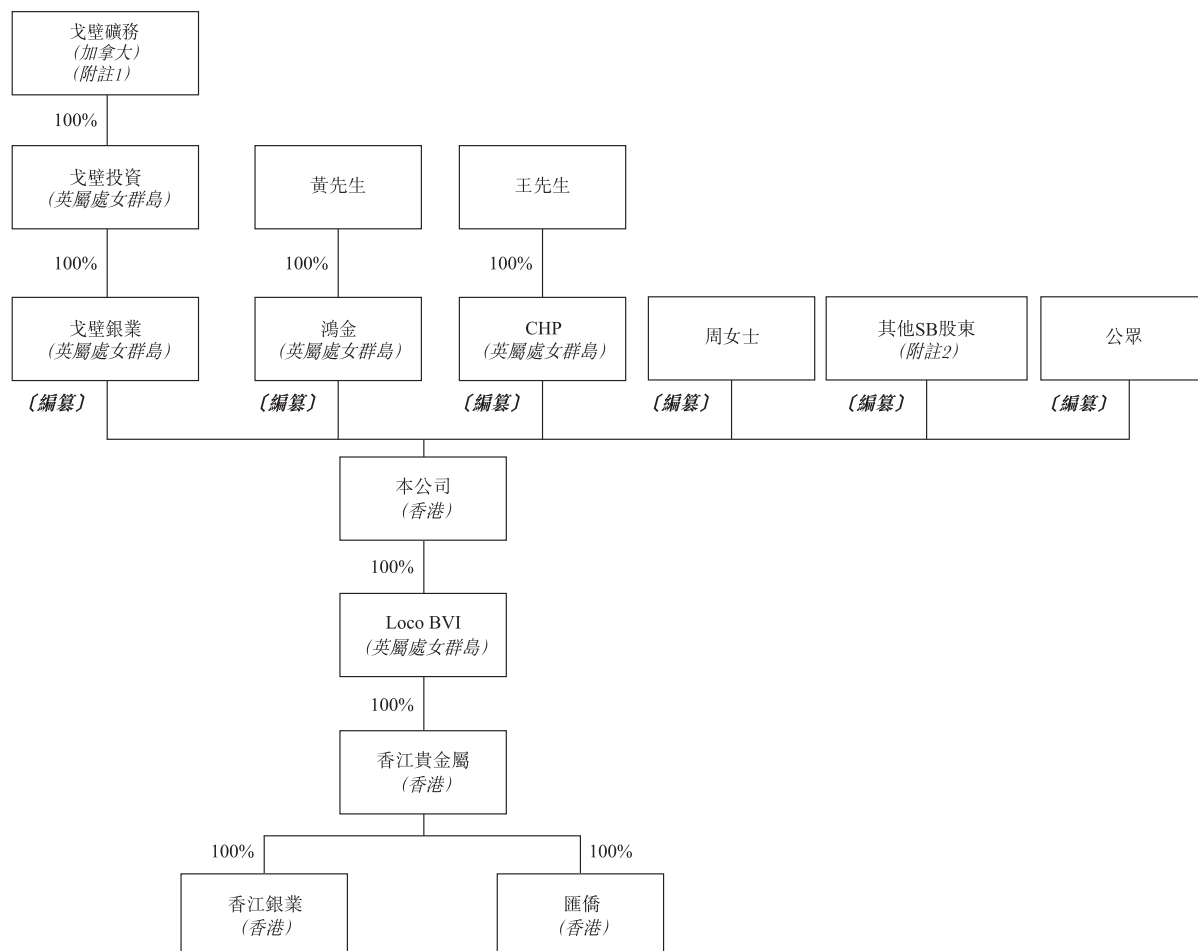 戈壁礦務
(加拿大)
(附註1)
100%
戈壁投資
(英屬處女群島)
黃先生
王先生
100%
100%
100%
戈壁銀業
(英屬處女群島)
鴻金
(英屬處女群島)
CHP
(英屬處女群島)
周女士
其他SB股東
(附註2)
公眾
〔編纂〕
〔編纂〕
〔編纂〕
〔編纂〕
〔編纂〕
〔編纂〕
本公司
(香港)
100%
Loco BVI
(英屬處女群島)
100%
香江貴金屬
(香港)
100%
100%
香江銀業
(香港)
匯僑
(香港)